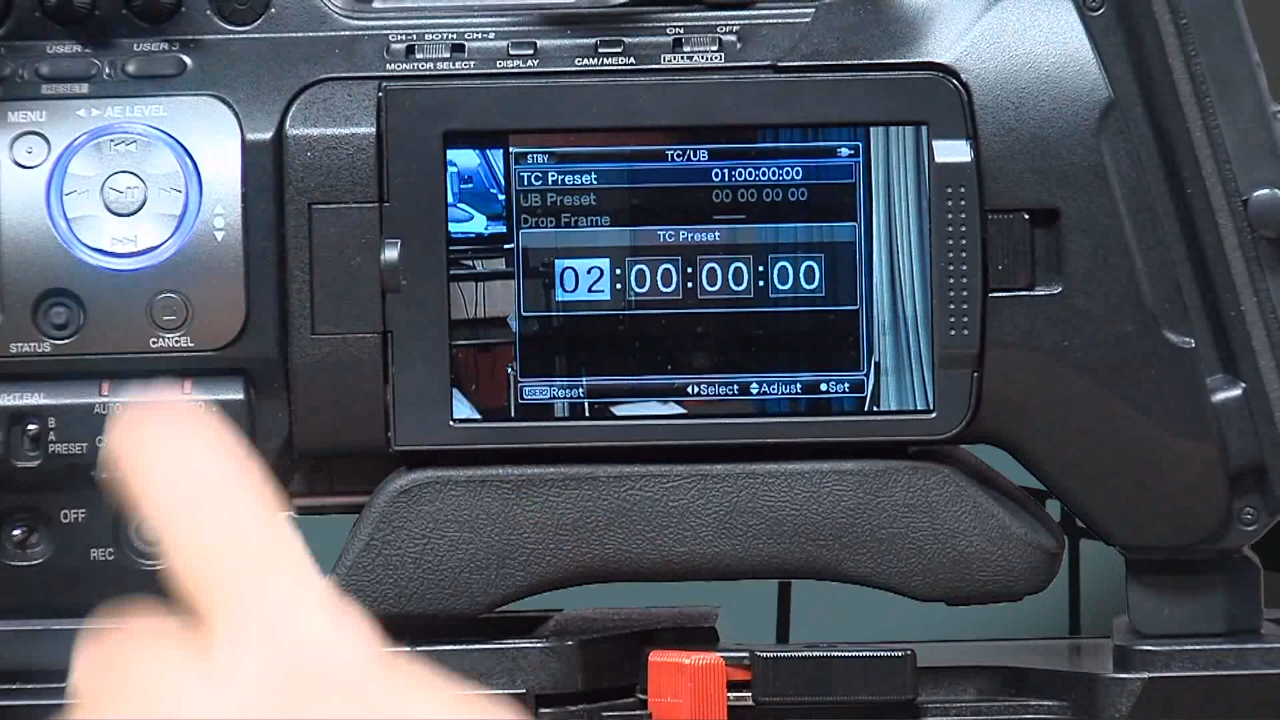 CH-1 BOTH CH-2
MONITOR SELECT
DISPLAY
CAM/MEDIA
ON OFF
FULL AUTO
USER 2
USER 3
RESET
MENU
AE LEVEL
STATUS
CANCEL
STBY TC/UB
TC Preset 01:00:00:00
UB Preset 00 00 00 00
Drop Frame
TC Preset
02:00:00:00
USER2 Reset Select Adjust Set
WHT.BAL
B
A
PRESET
AUTO
OFF
REC